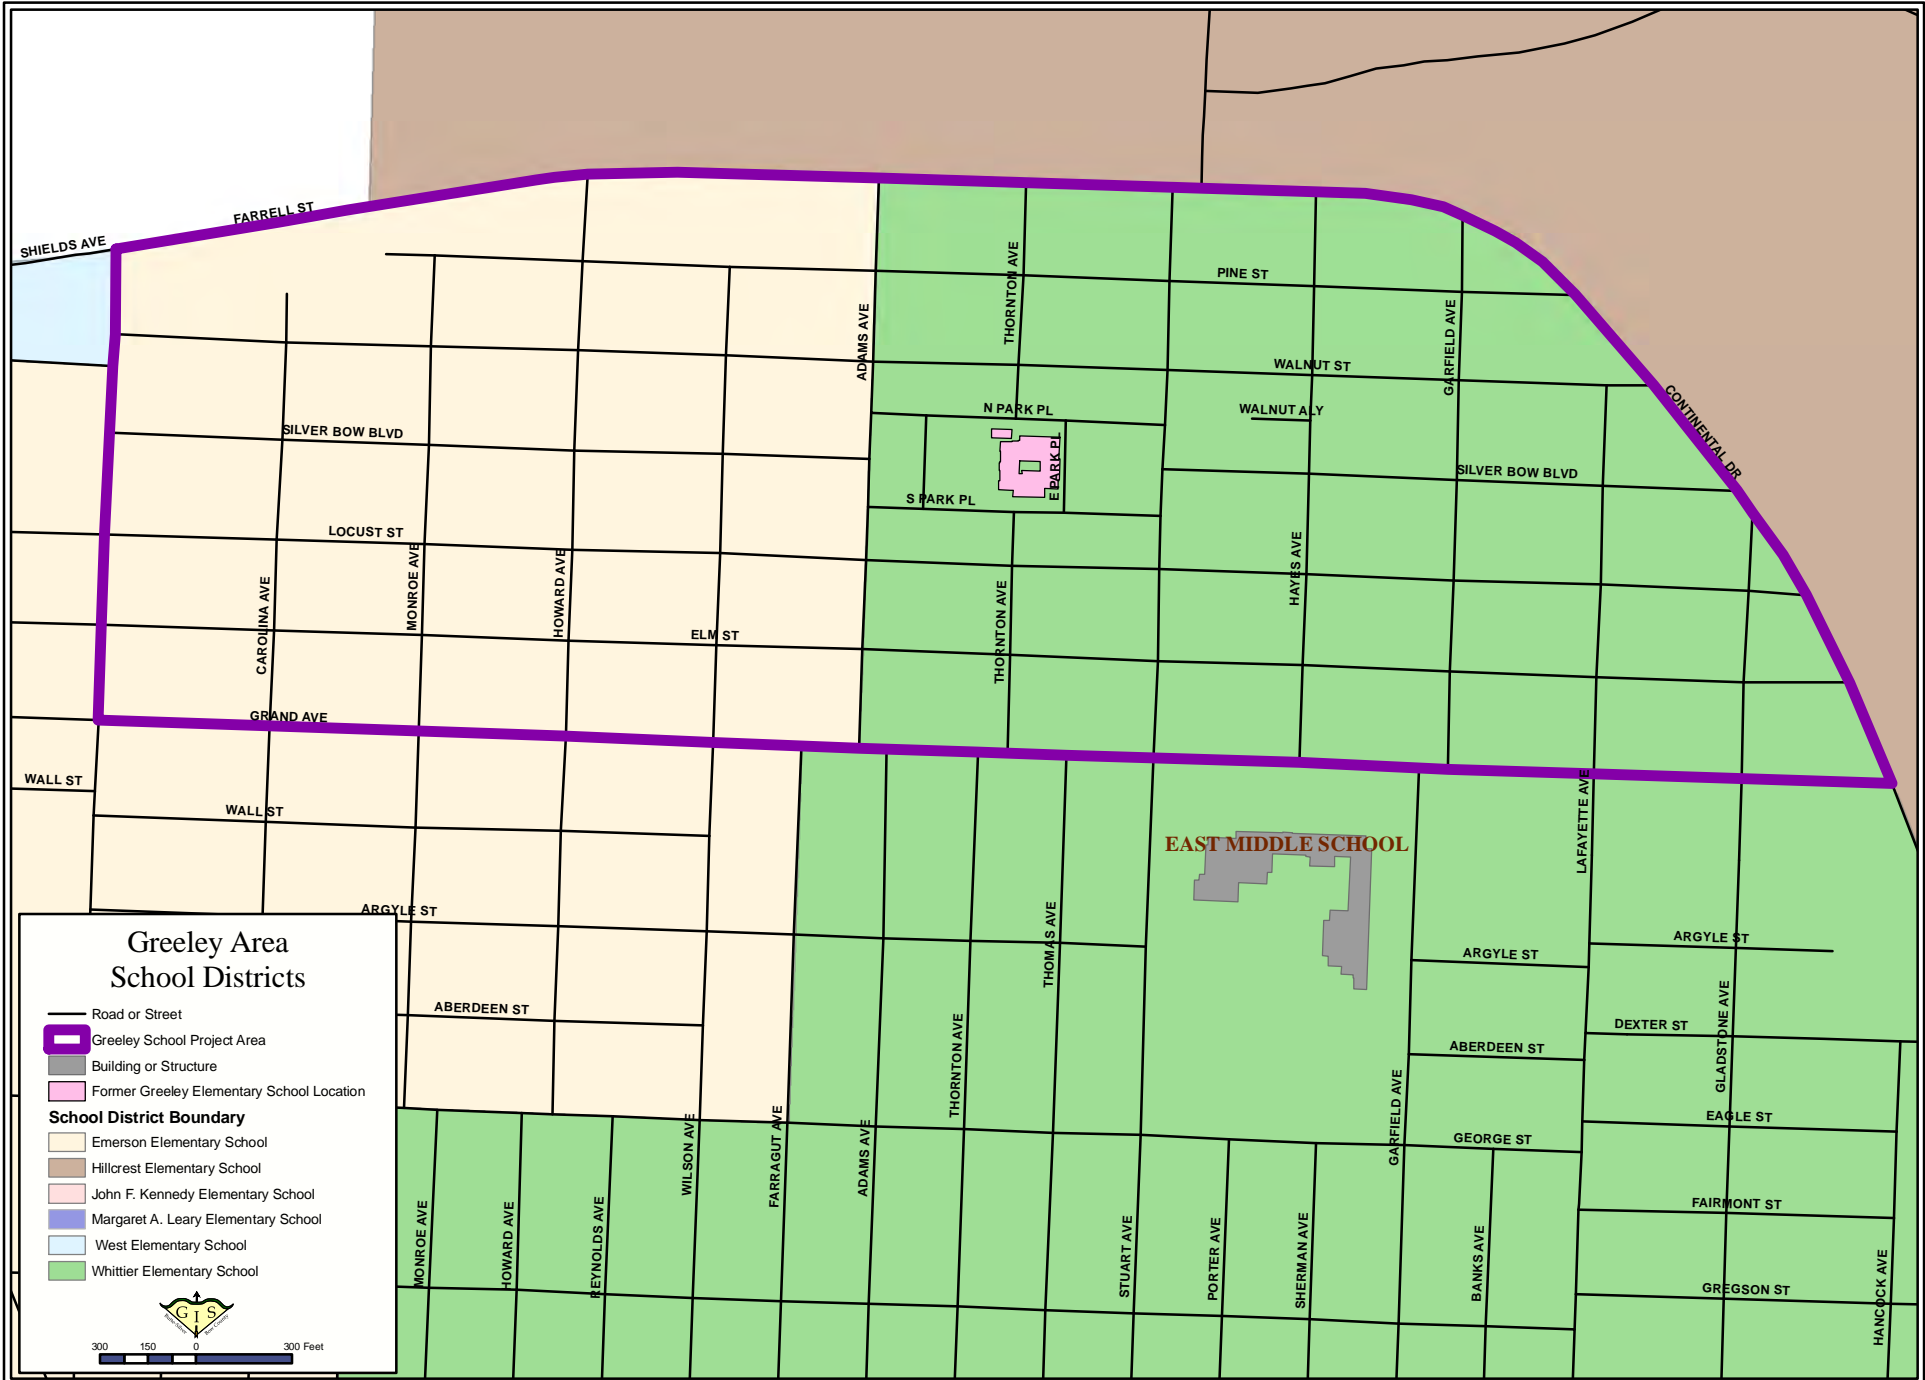 FARRELL ST
SHIELDS AVE
PINE ST
THORNTON AVE
ADAMS AVE
GARFIELD AVE
WALNUT ST
CONTINENTAL DR
N PARK PL
WALNUT ALY
SILVER BOW BLVD
E PARK PL
SILVER BOW BLVD
S PARK PL
LOCUST ST
HAYES AVE
MONROE AVE
HOWARD AVE
CAROLINA AVE
THORNTON AVE
ELM ST
GRAND AVE
WALL ST
WALL ST
LAFAYETTE AVE
EAST MIDDLE SCHOOL
ARGYLE ST
THOMAS AVE
ARGYLE ST
ARGYLE ST
ABERDEEN ST
THORNTON AVE
GLADSTONE AVE
DEXTER ST
ABERDEEN ST
GARFIELD AVE
EAGLE ST
GEORGE ST
WILSON AVE
FARRAGUT AVE
ADAMS AVE
FAIRMONT ST
MONROE AVE
HOWARD AVE
REYNOLDS AVE
STUART AVE
PORTER AVE
SHERMAN AVE
BANKS AVE
GREGSON ST
HANCOCK AVE
Greeley Area
School Districts
Road or Street
Greeley School Project Area
Building or Structure
Former Greeley Elementary School Location
School District Boundary
Emerson Elementary School
Hillcrest Elementary School
John F. Kennedy Elementary School
Margaret A. Leary Elementary School
West Elementary School
Whittier Elementary School
G I S
300 150 0 300 Feet